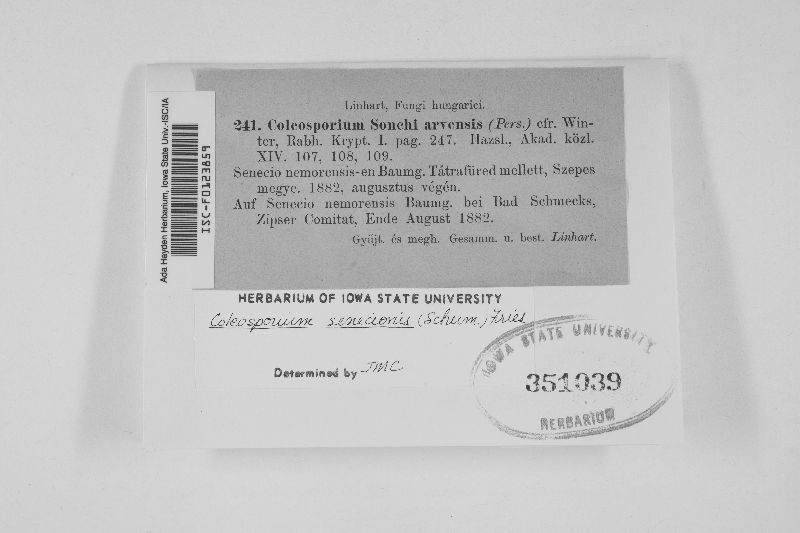 Linhart, Fungi hungarici.
241. Coleosporium Sonchi arvensis (Pers.) cfr. Win-
ter, Rabh. Krypt. I. pag. 247. Hazsl., Akad. közl.
XIV. 107, 108, 109.
Senecio nemorensis-en Baumg. Tátrafüred mellett, Szepes
megye. 1882, augusztus végén.
Auf Senecio nemorensis Baumg. bei Bad Schmecks,
Zipser Comitat, Ende August 1882.
Gyüjt. és megh. Gesamm. u. best. Linhart.
Ada Hayden Herbarium, Iowa State Univ.-ISC/IA
ISC-F0123859
HERBARIUM OF IOWA STATE UNIVERSITY
Coleosporium senecionis (Schum.) Fries
Determined by JMC
IOWA STATE UNIVERSITY
351039
HERBARIUM